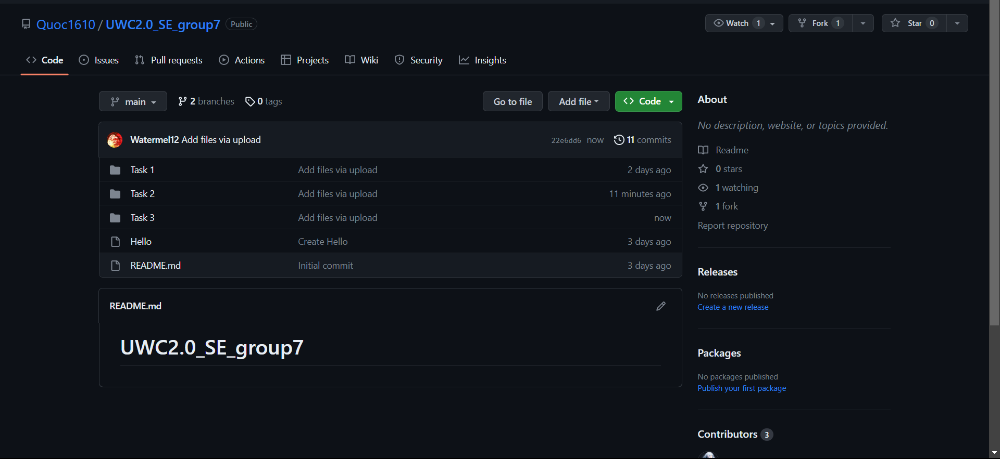 Quoc1610 / UWC2.0_SE_group7 Public
Watch 1 Fork 1 Star 0
Code Issues Pull requests Actions Projects Wiki Security Insights
main 2 branches 0 tags Go to file Add file Code
Watermel12 Add files via upload 22e6dd6 now 11 commits
Task 1 Add files via upload 2 days ago
Task 2 Add files via upload 11 minutes ago
Task 3 Add files via upload now
Hello Create Hello 3 days ago
README.md Initial commit 3 days ago
README.md
UWC2.0_SE_group7
About
No description, website, or topics provided.
Readme
0 stars
1 watching
1 fork
Report repository
Releases
No releases published
Create a new release
Packages
No packages published
Publish your first package
Contributors 3